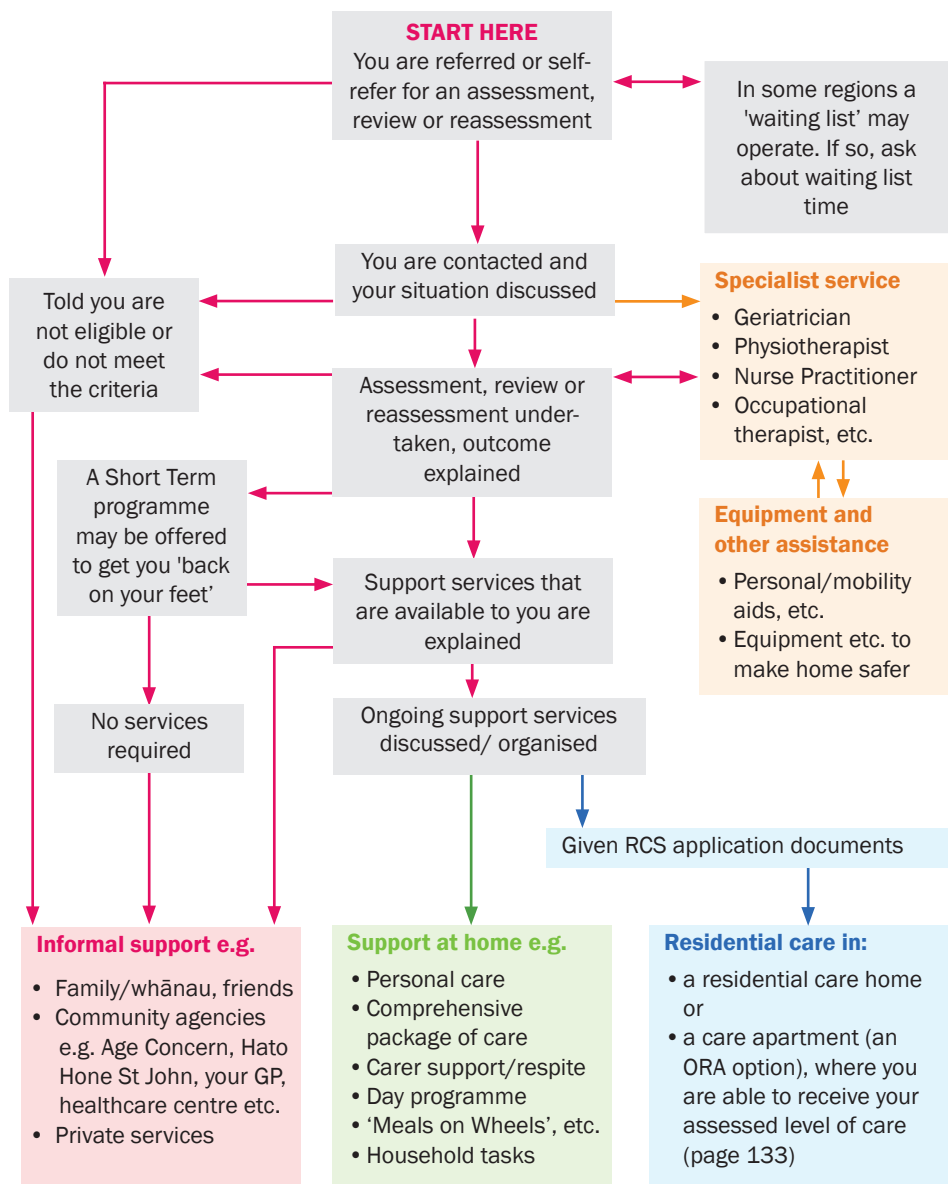 START HERE
You are referred or self-
refer for an assessment,
review or reassessment
In some regions a
'waiting list’ may
operate. If so, ask
about waiting list
time
You are contacted and
your situation discussed
Told you are
not eligible or
do not meet
the criteria
Specialist service
• Geriatrician
• Physiotherapist
• Nurse Practitioner
• Occupational
therapist, etc.
Assessment, review or
reassessment under-
taken, outcome
explained
A Short Term
programme
may be offered
to get you 'back
on your feet’
Equipment and
other assistance
• Personal/mobility
aids, etc.
• Equipment etc. to
make home safer
Support services that
are available to you are
explained
No services
required
Ongoing support services
discussed/ organised
Given RCS application documents
Informal support e.g.
• Family/whānau, friends
• Community agencies
e.g. Age Concern, Hato
Hone St John, your GP,
healthcare centre etc.
• Private services
Support at home e.g.
• Personal care
• Comprehensive
package of care
• Carer support/respite
• Day programme
• ‘Meals on Wheels’, etc.
• Household tasks
Residential care in:
• a residential care home
or
• a care apartment (an
ORA option), where you
are able to receive your
assessed level of care
(page 133)